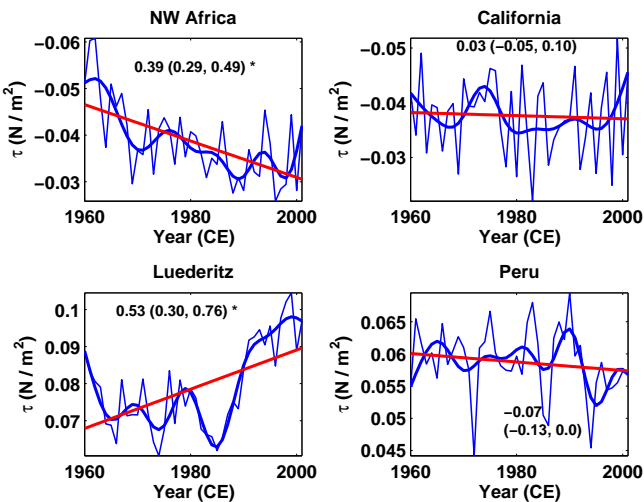 NW Africa
−0.06
−0.05
−0.04
−0.03
τ (N / m²)
0.39 (0.29, 0.49) *
1960
1980
2000
Year (CE)
California
−0.05
−0.04
−0.03
τ (N / m²)
0.03 (−0.05, 0.10)
1960
1980
2000
Year (CE)
Luederitz
0.1
0.09
0.08
0.07
τ (N / m²)
0.53 (0.30, 0.76) *
1960
1980
2000
Year (CE)
Peru
0.065
0.06
0.055
0.045
τ (N / m²)
−0.07
(−0.13, 0.0)
1960
1980
2000
Year (CE)